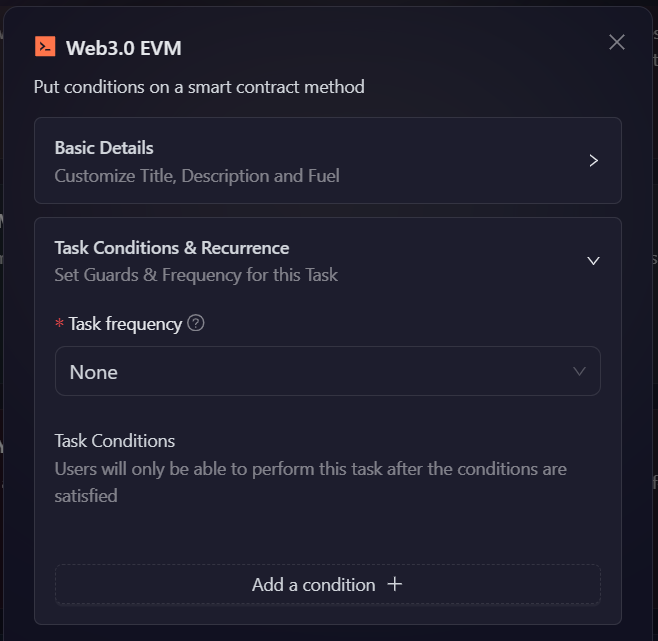 Web3.0 EVM
Put conditions on a smart contract method
Basic Details
Customize Title, Description and Fuel
Task Conditions & Recurrence
Set Guards & Frequency for this Task
* Task frequency
None
Task Conditions
Users will only be able to perform this task after the conditions are
satisfied
Add a condition +